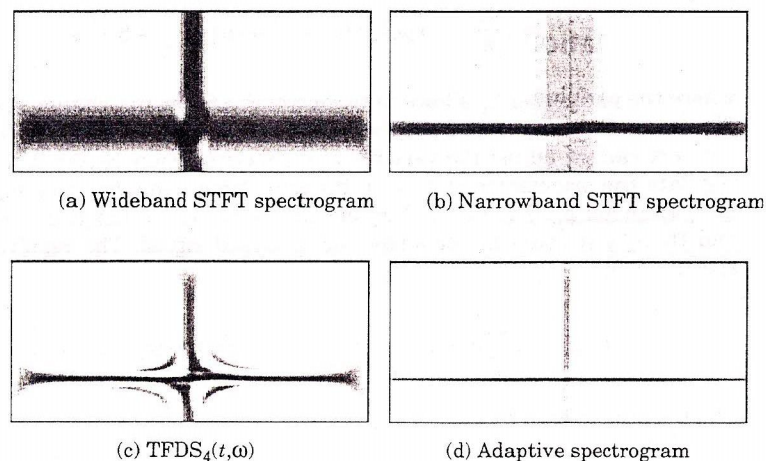 (a) Wideband STFT spectrogram
(b) Narrowband STFT spectrogram
(c) TFDS₄(t,ω)
(d) Adaptive spectrogram